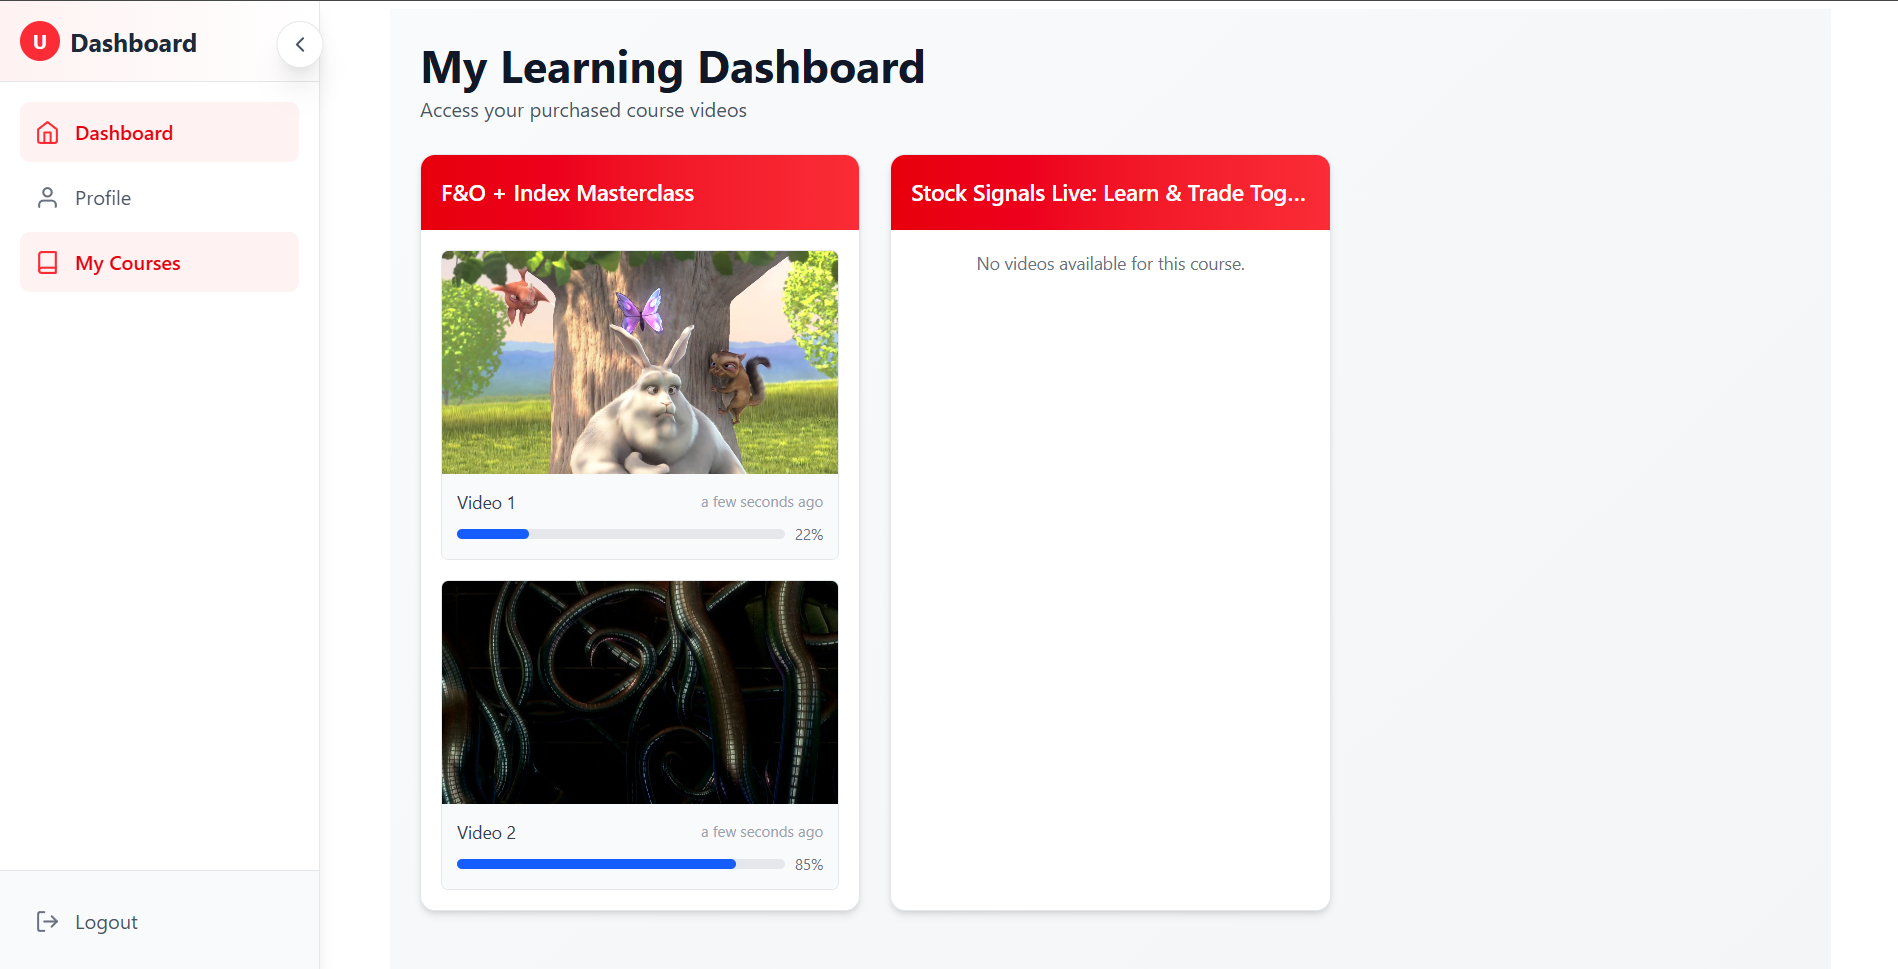 U
Dashboard
Dashboard
Profile
My Courses
Logout
My Learning Dashboard
Access your purchased course videos
F&O + Index Masterclass
Video 1
a few seconds ago
22%
Video 2
a few seconds ago
85%
Stock Signals Live: Learn & Trade Tog...
No videos available for this course.